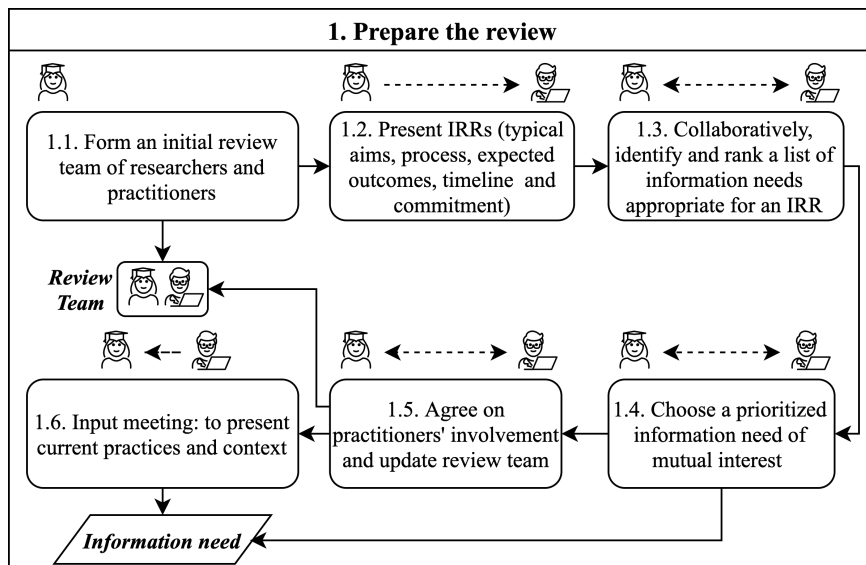 1. Prepare the review
1.1. Form an initial review
team of researchers and
practitioners
1.2. Present IRRs (typical
aims, process, expected
outcomes, timeline and
commitment)
1.3. Collaboratively,
identify and rank a list of
information needs
appropriate for an IRR
Review
Team
1.6. Input meeting: to present
current practices and context
1.5. Agree on
practitioners' involvement
and update review team
1.4. Choose a prioritized
information need of
mutual interest
Information need